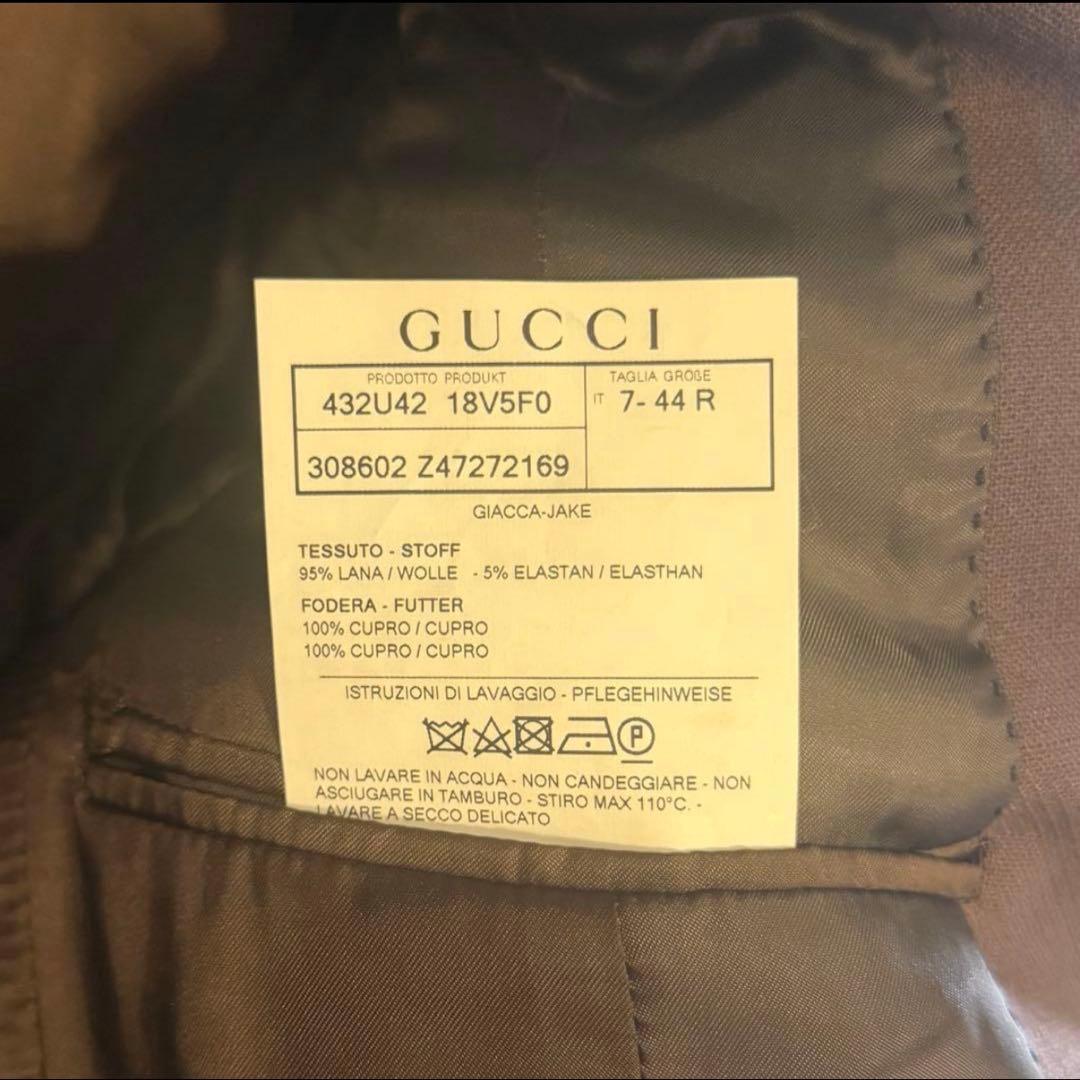 GUCCI
PRODOTTO PRODUKT
432U42 18V5F0
308602 Z47272169
TAGLIA GRÖßE
IT 7- 44 R
GIACCA-JAKE
TESSUTO - STOFF
95% LANA / WOLLE - 5% ELASTAN / ELASTHAN
FODERA - FUTTER
100% CUPRO / CUPRO
100% CUPRO / CUPRO
ISTRUZIONI DI LAVAGGIO - PFLEGEHINWEISE
P
NON LAVARE IN ACQUA - NON CANDEGGIARE - NON
ASCIUGARE IN TAMBURO - STIRO MAX 110°C. -
LAVARE A SECCO DELICATO